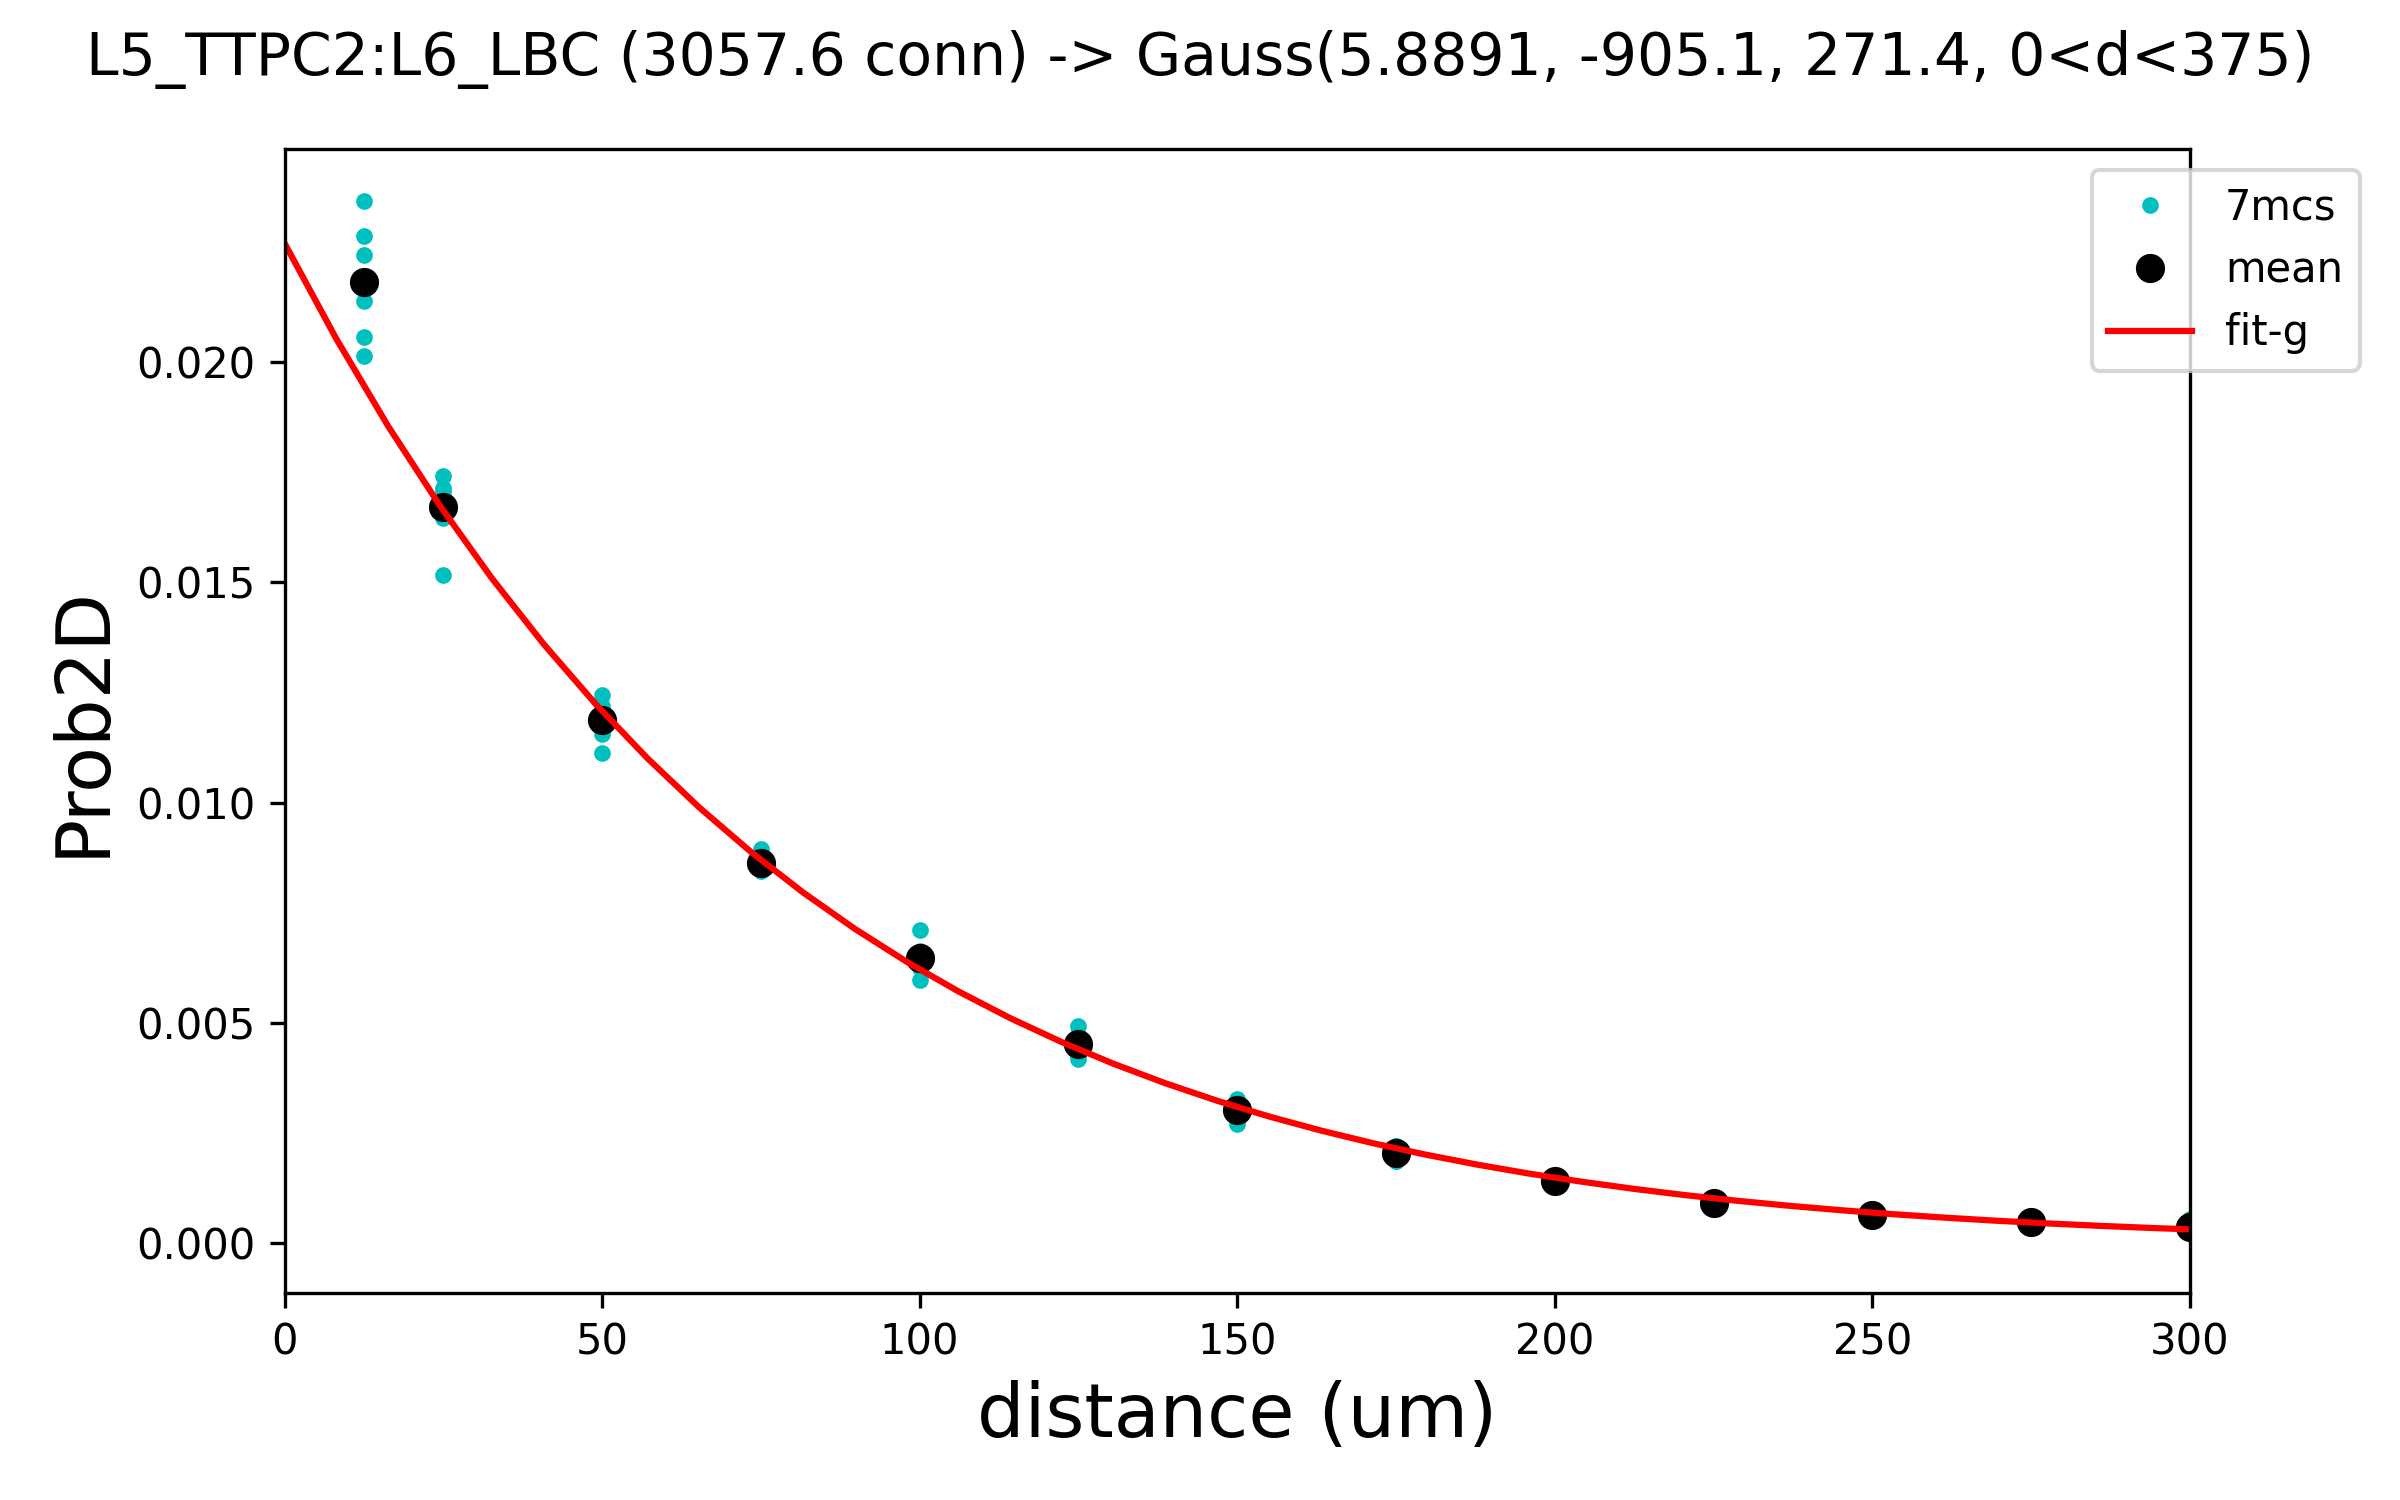 L5_TTPC2:L6_LBC (3057.6 conn) -> Gauss(5.8891, -905.1, 271.4, 0<d<375)
7mcs
mean
fit-g
Prob2D
0.020
0.015
0.010
0.005
0.000
0
50
100
150
200
250
300
distance (um)